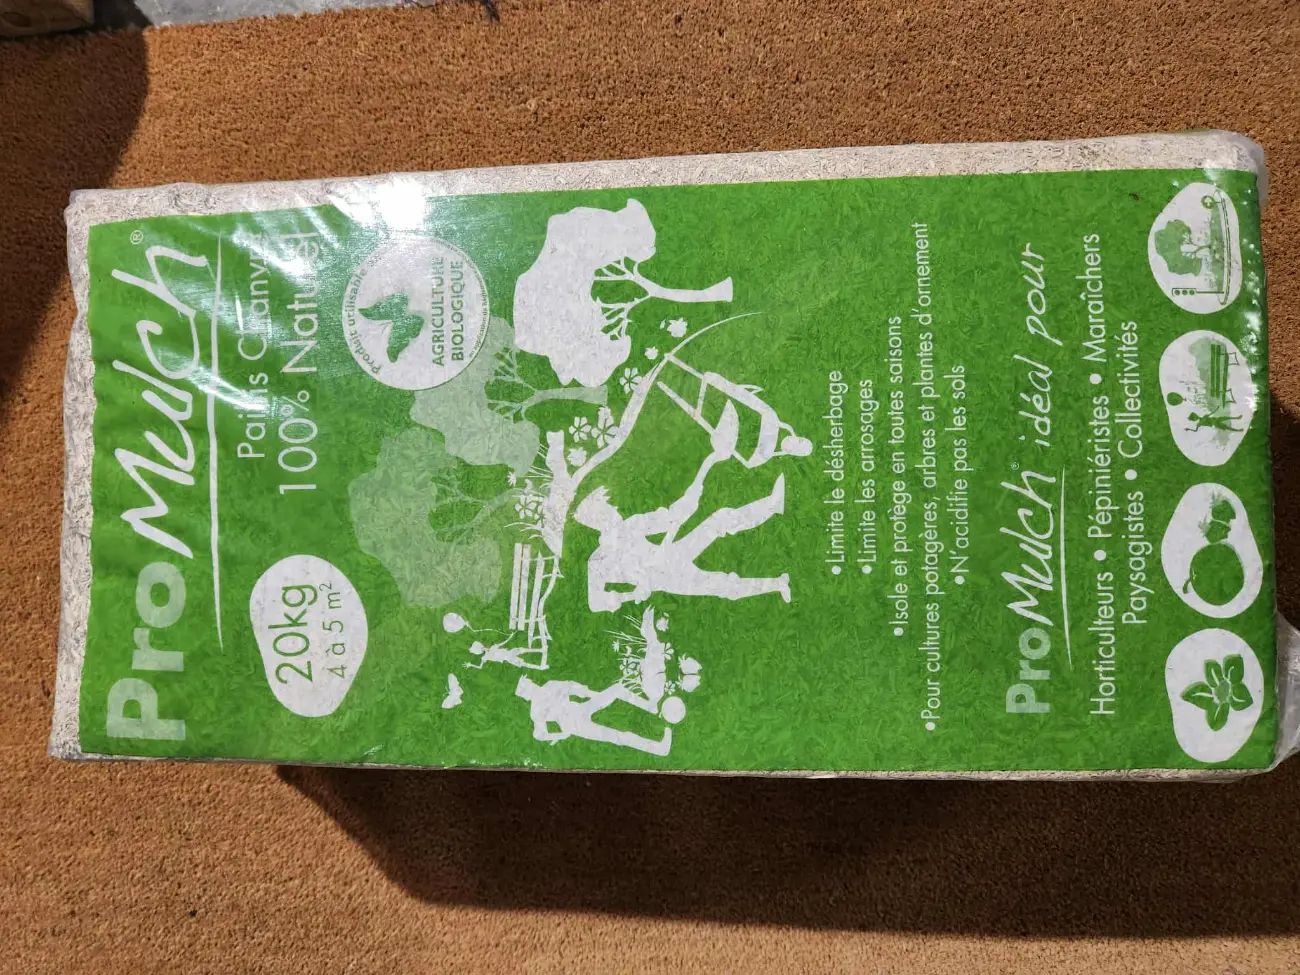 ProMulch®
Paillis Chanvre
100% Naturel
20kg
4 à 5 m²
Produit utilisable en
AGRICULTURE
BIOLOGIQUE
•Limite le désherbage
•Limite les arrosages
•Isole et protège en toutes saisons
•Pour cultures potagères, arbres et plantes d'ornement
•N'acidifie pas les sols
ProMulch® idéal pour
Horticulteurs • Pépiniéristes • Maraîchers
Paysagistes • Collectivités